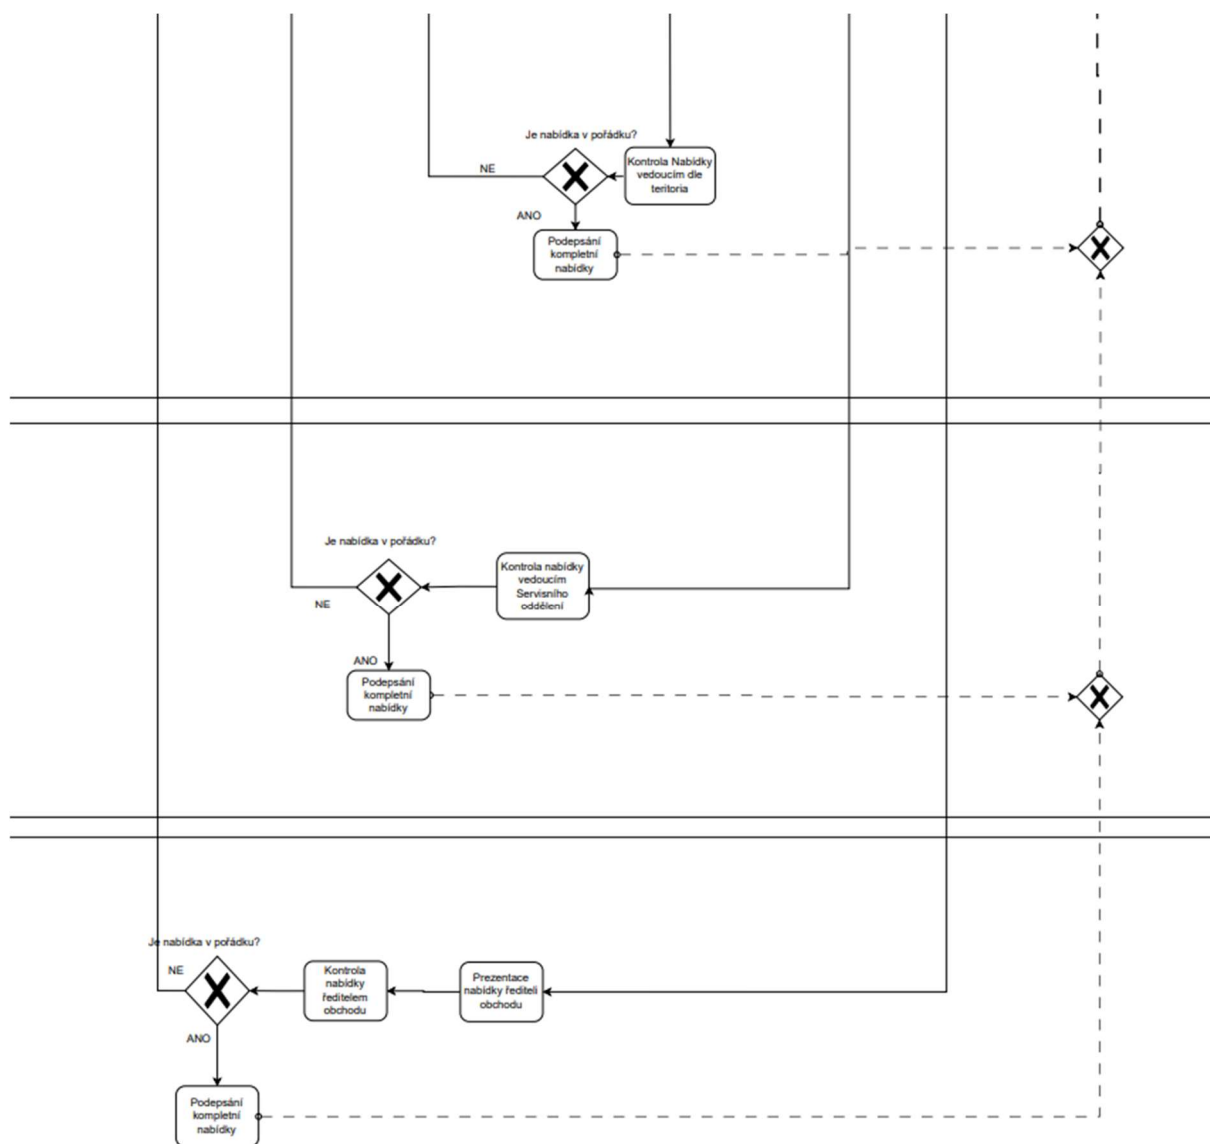 Je nabídka v pořádku?
Kontrola Nabídky
vedoucím dle
teritoria
NE
ANO
Podepsání
kompletní
nabídky
Je nabídka v pořádku?
Kontrola nabídky
vedoucím
Servisního
oddělení
NE
ANO
Podepsání
kompletní
nabídky
Je nabídka v pořádku?
NE
Kontrola
nabídky
ředitelem
obchodu
Prezentace
nabídky řediteli
obchodu
ANO
Podepsání
kompletní
nabídky